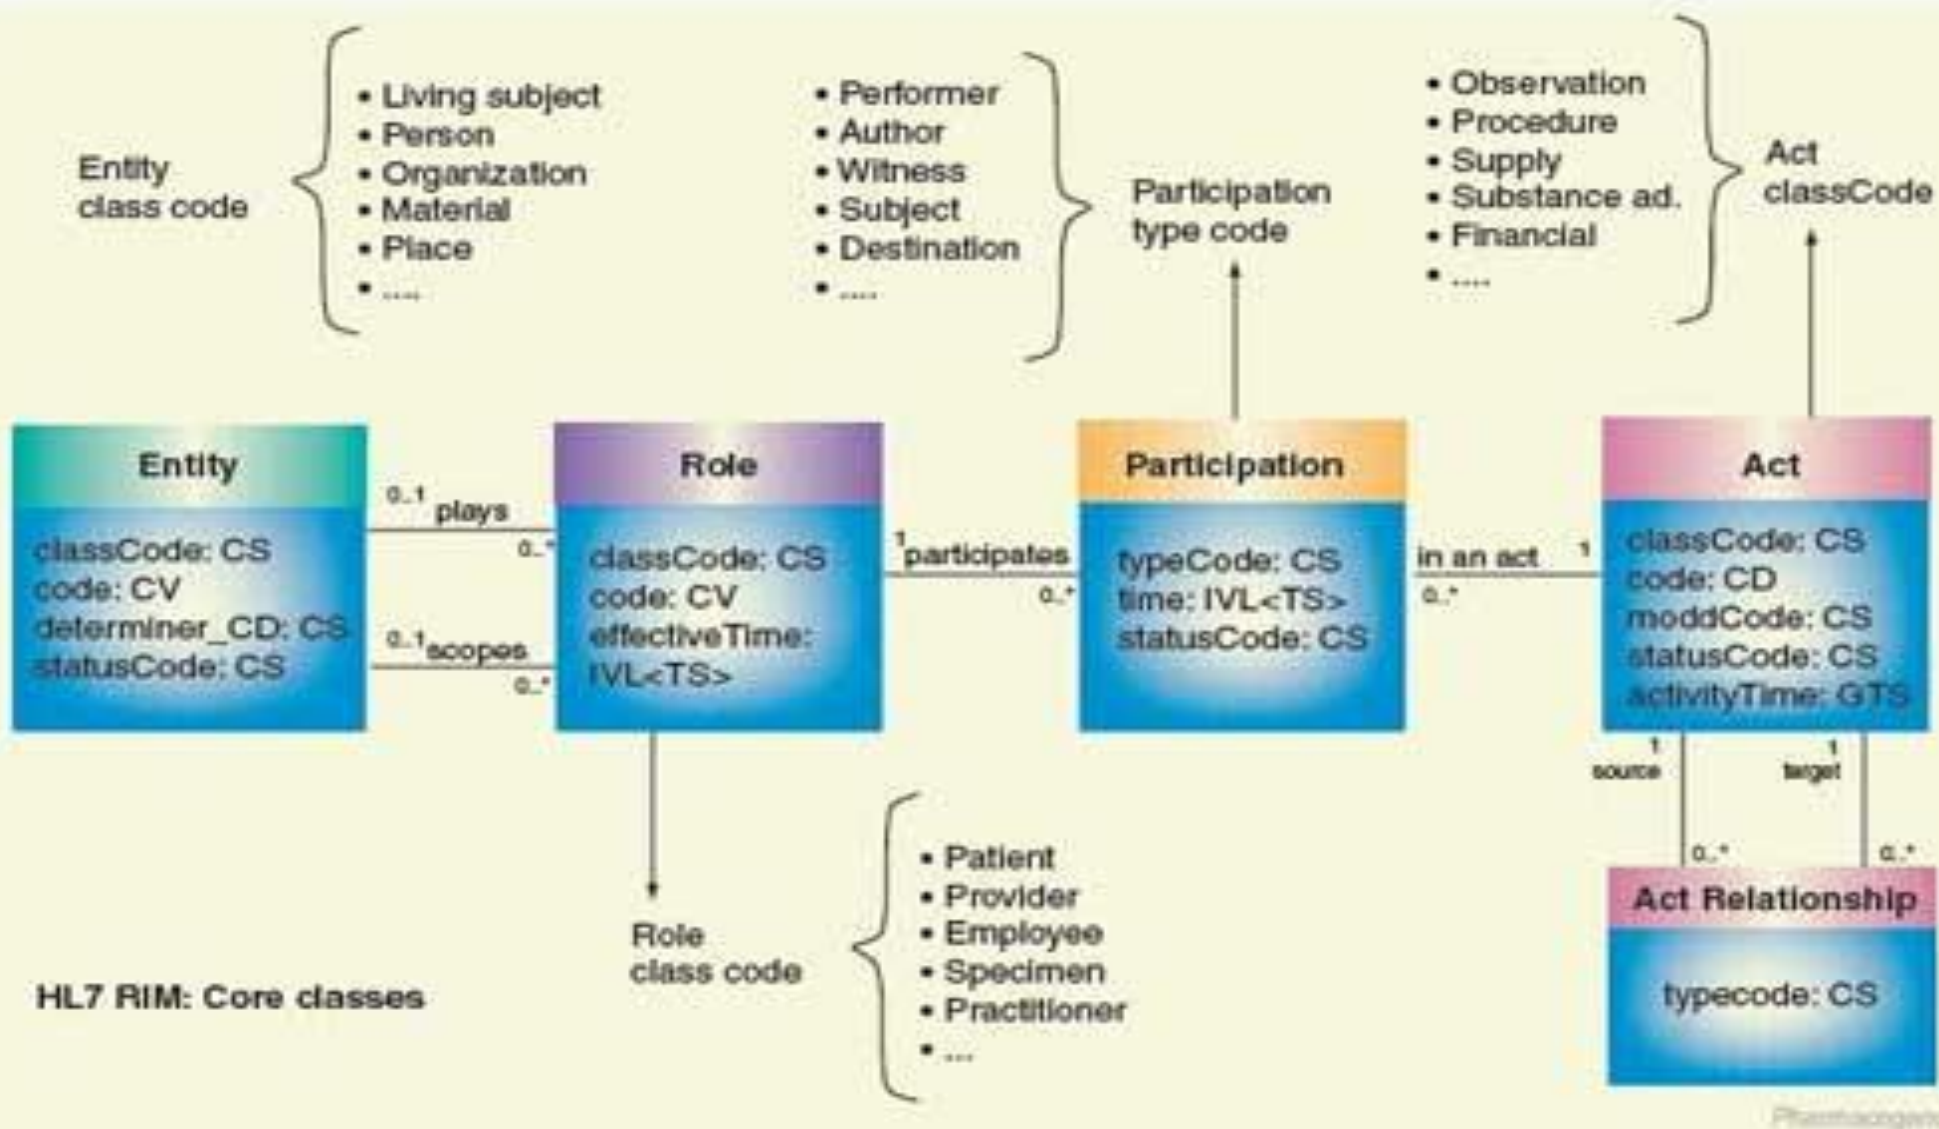 Entity
class code
• Living subject
• Person
• Organization
• Material
• Place
• ....
• Performer
• Author
• Witness
• Subject
• Destination
• ....
Participation
type code
• Observation
• Procedure
• Supply
• Substance ad.
• Financial
• ....
Act
classCode
Entity
classCode: CS
code: CV
determiner_CD: CS
statusCode: CS
0..1
plays
0..*
0..1
scopes
0..*
Role
classCode: CS
code: CV
effectiveTime:
IVL<TS>
1
participates
0..*
Participation
typeCode: CS
time: IVL<TS>
statusCode: CS
in an act
1
0..*
Act
classCode: CS
code: CD
moddCode: CS
statusCode: CS
activityTime: GTS
1
source
1
target
0..*
0..*
Act Relationship
typecode: CS
Role
class code
• Patient
• Provider
• Employee
• Specimen
• Practitioner
• ...
HL7 RIM: Core classes